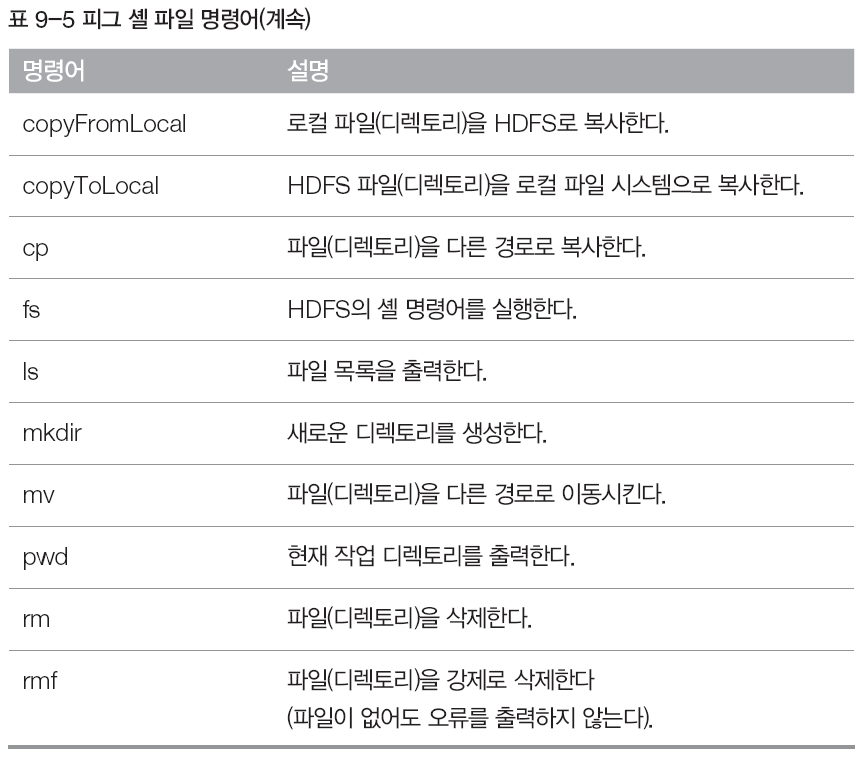 표 9-5 피그 셸 파일 명령어(계속)
명령어 설명
copyFromLocal 로컬 파일(디렉토리)을 HDFS로 복사한다.
copyToLocal HDFS 파일(디렉토리)을 로컬 파일 시스템으로 복사한다.
cp 파일(디렉토리)을 다른 경로로 복사한다.
fs HDFS의 셸 명령어를 실행한다.
ls 파일 목록을 출력한다.
mkdir 새로운 디렉토리를 생성한다.
mv 파일(디렉토리)을 다른 경로로 이동시킨다.
pwd 현재 작업 디렉토리를 출력한다.
rm 파일(디렉토리)을 삭제한다.
rmf 파일(디렉토리)을 강제로 삭제한다
(파일이 없어도 오류를 출력하지 않는다).